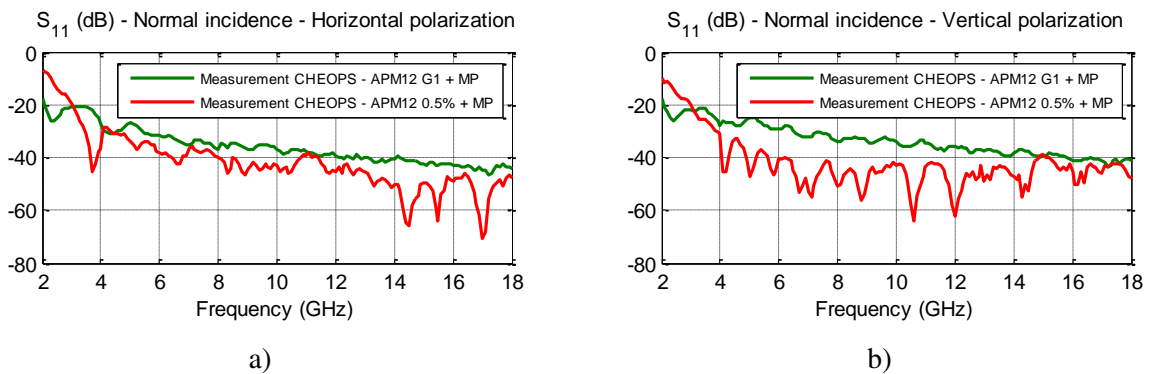 S11 (dB) - Normal incidence - Horizontal polarization
0
-20
-40
-60
-80
Measurement CHEOPS - APM12 G1 + MP
Measurement CHEOPS - APM12 0.5% + MP
2 4 6 8 10 12 14 16 18
Frequency (GHz)
a)
S11 (dB) - Normal incidence - Vertical polarization
0
-20
-40
-60
-80
Measurement CHEOPS - APM12 G1 + MP
Measurement CHEOPS - APM12 0.5% + MP
2 4 6 8 10 12 14 16 18
Frequency (GHz)
b)